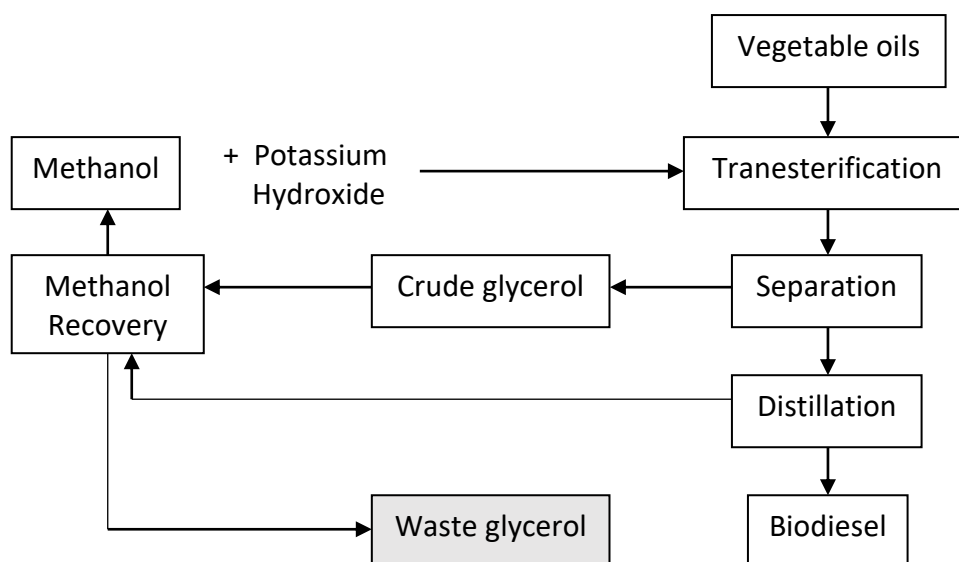 Vegetable oils
Methanol
+ Potassium
Hydroxide
Tranesterification
Methanol
Recovery
Crude glycerol
Separation
Distillation
Waste glycerol
Biodiesel